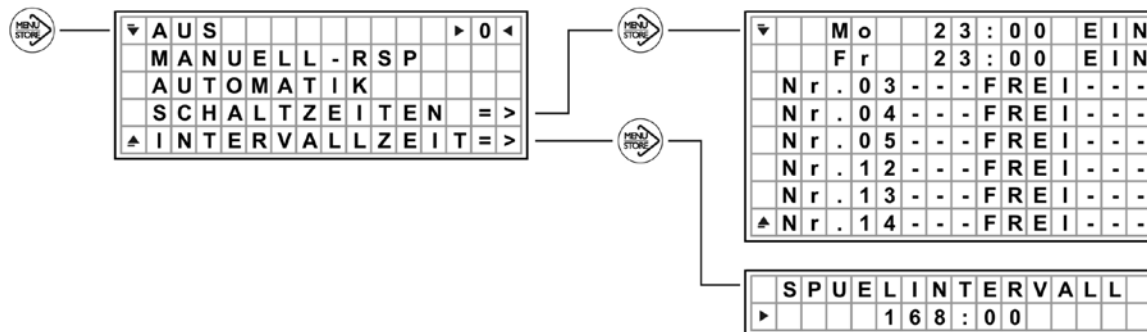 MENU
STORE
▼ AUS ▶ 0 ◀
MANUELL-RSP
AUTOMATIK
SCHALTZEITEN =>
▲ INTERVALLZEIT=>
MENU
STORE
▼ Mo 23:00 EIN
Fr 23:00 EIN
Nr.03---FREI---
Nr.04---FREI---
Nr.05---FREI---
Nr.12---FREI---
Nr.13---FREI---
▲ Nr.14---FREI---
MENU
STORE
SPUELINTERVALL
▶ 168:00